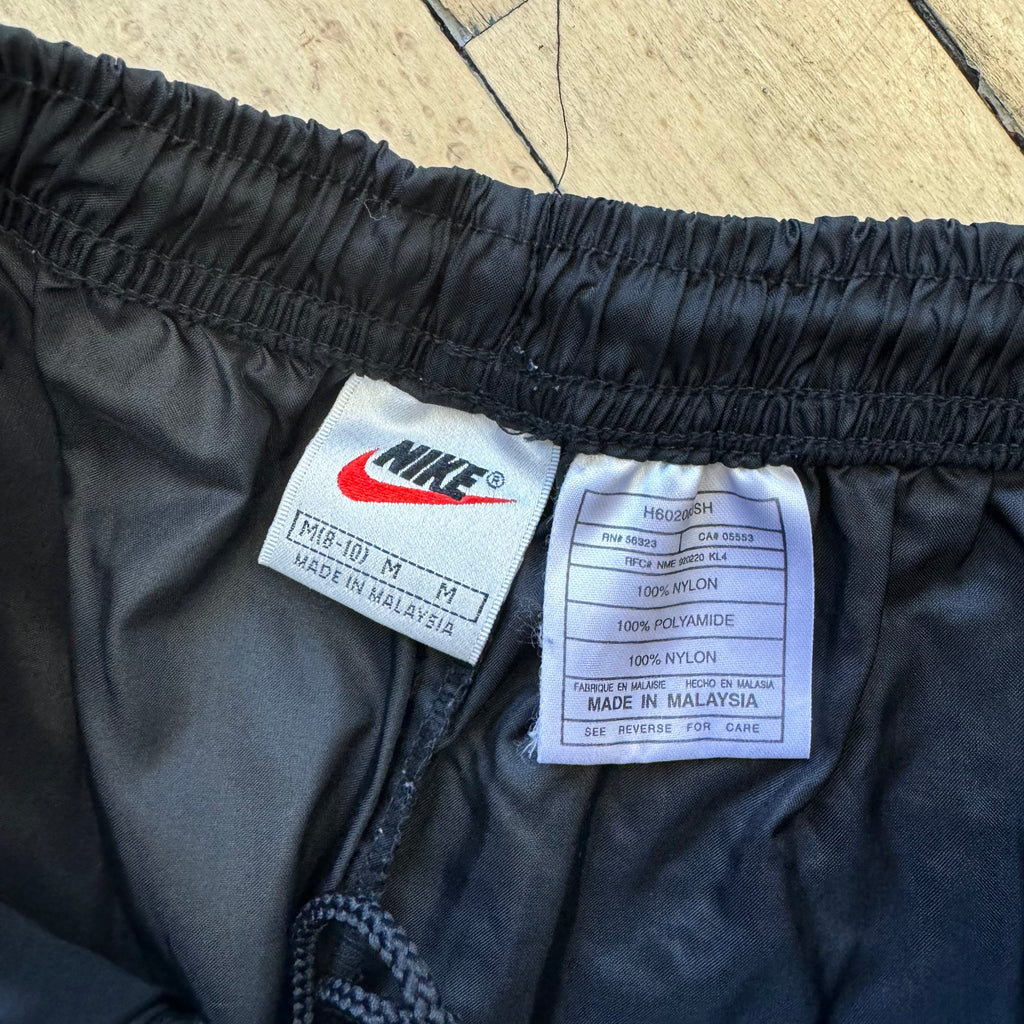 NIKE®
M(8-10) M M
MADE IN MALAYSIA
RN# 56323 CA# 05553
RFC# NME 920220 KL4
100% NYLON
100% POLYAMIDE
100% NYLON
FABRIQUE EN MALAISIE HECHO EN MALASIA
MADE IN MALAYSIA
SEE REVERSE FOR CARE